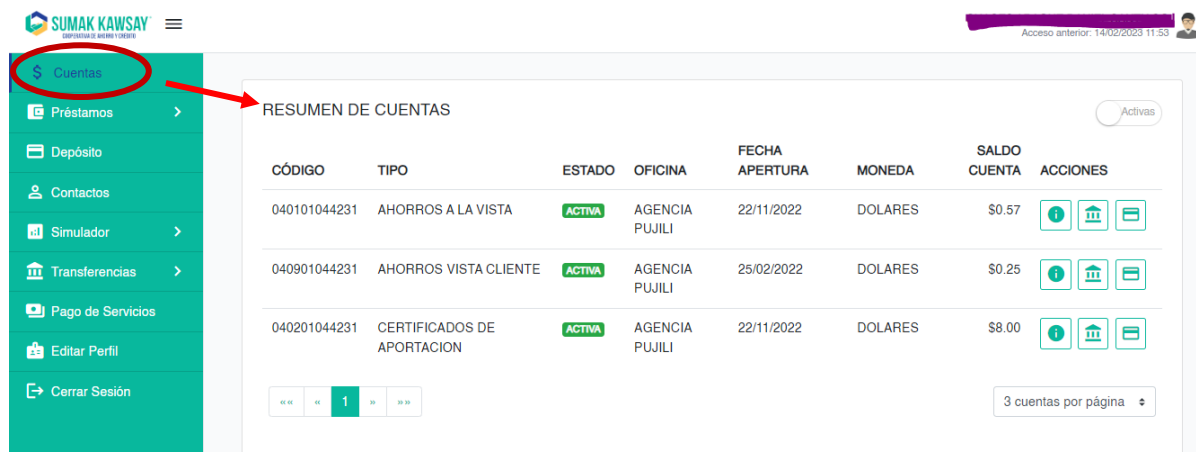 SUMAK KAWSAY
COOPERATIVA DE AHORRO Y CRÉDITO
Acceso anterior: 14/02/2023 11:53
$ Cuentas
Préstamos
Depósito
Contactos
Simulador
Transferencias
Pago de Servicios
Editar Perfil
Cerrar Sesión
RESUMEN DE CUENTAS
Activas
CÓDIGO TIPO ESTADO OFICINA FECHA APERTURA MONEDA SALDO CUENTA ACCIONES
040101044231 AHORROS A LA VISTA ACTIVA AGENCIA PUJILI 22/11/2022 DOLARES $0.57
040901044231 AHORROS VISTA CLIENTE ACTIVA AGENCIA PUJILI 25/02/2022 DOLARES $0.25
040201044231 CERTIFICADOS DE APORTACION ACTIVA AGENCIA PUJILI 22/11/2022 DOLARES $8.00
«« « 1 » »»
3 cuentas por página